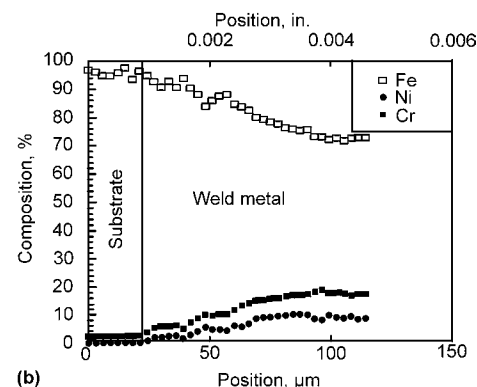 Position, in.
0.002 0.004 0.006
100
90
80
70
60
50
40
30
20
10
0
Composition, %
Substrate
Weld metal
Fe
Ni
Cr
0 50 100 150
(b)
Position, µm